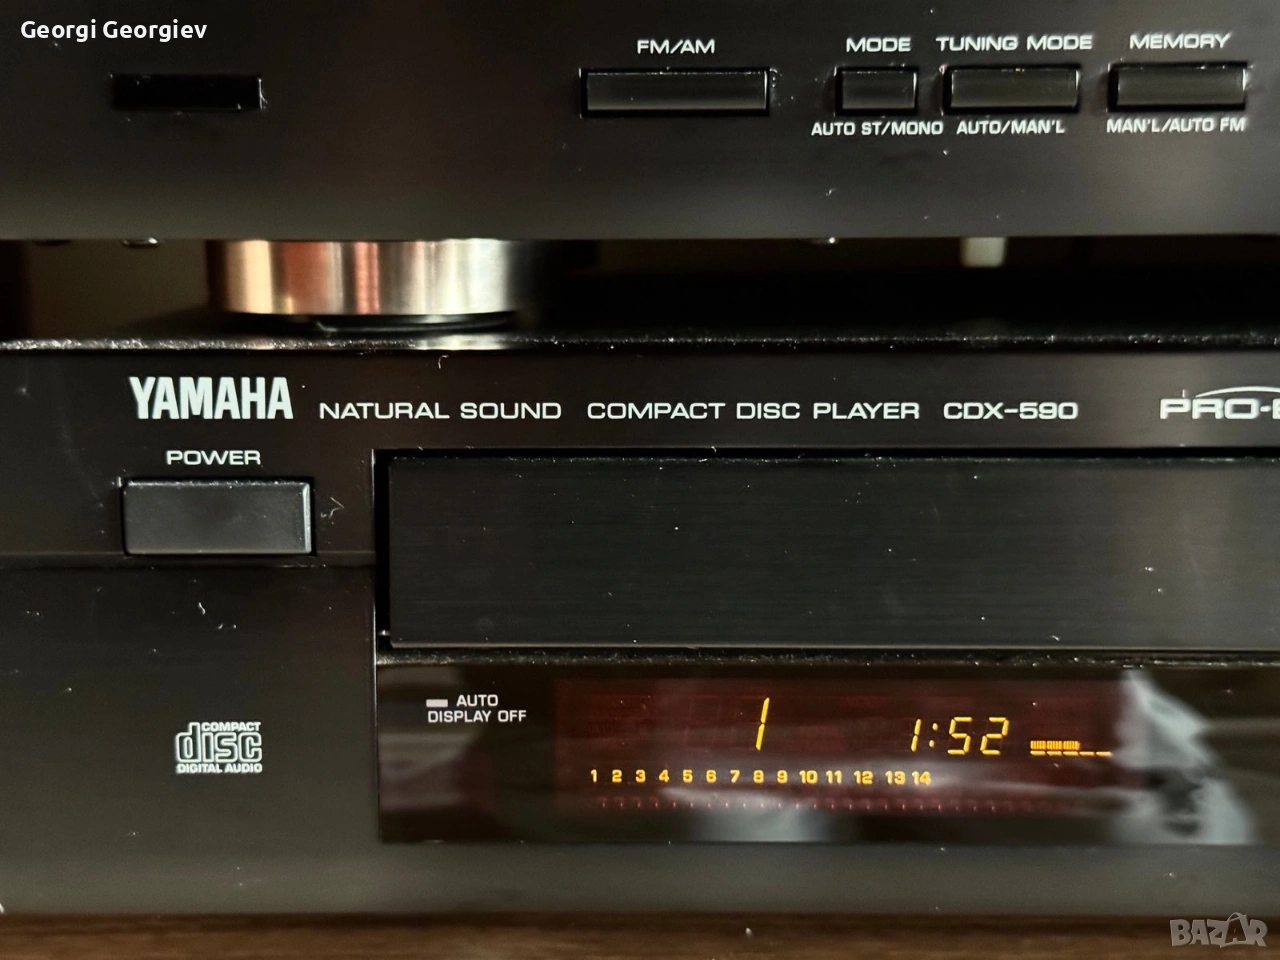 Georgi Georgiev
FM/AM MODE TUNING MODE MEMORY
AUTO ST/MONO AUTO/MAN'L MAN'L/AUTO FM
YAMAHA NATURAL SOUND COMPACT DISC PLAYER CDX-590 PRO-
POWER
AUTO
DISPLAY OFF
1 1:52
1 2 3 4 5 6 7 8 9 10 11 12 13 14
COMPACT
disc
DIGITAL AUDIO
BAZAR